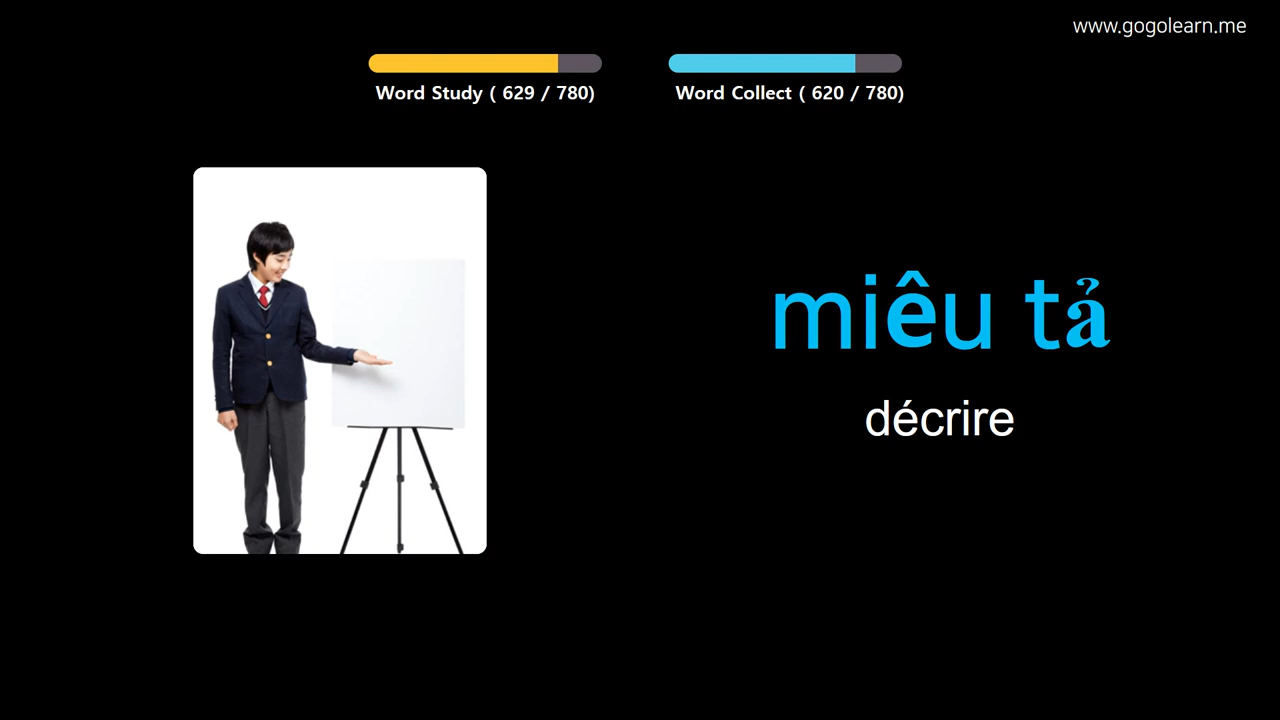 www.gogolearn.me
Word Study ( 629 / 780)
Word Collect ( 620 / 780)
miêu tả
décrire